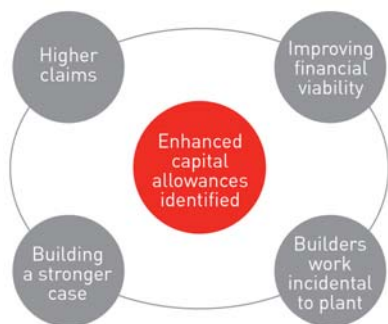 Higher
claims
Improving
financial
viability
Enhanced
capital
allowances
identified
Building
a stronger
case
Builders
work
incidental
to plant